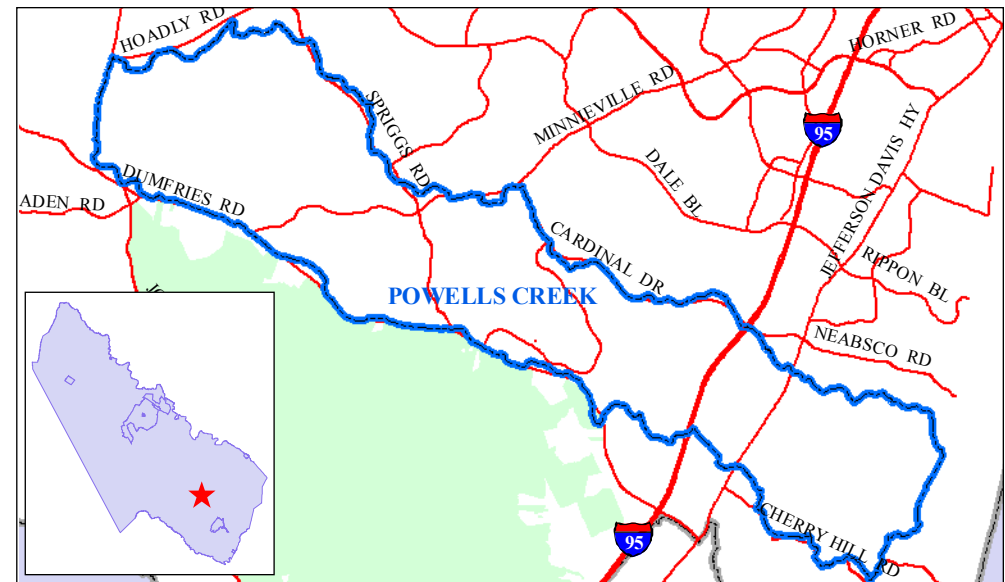 HOADLY RD
HORNER RD
SPRIGGS RD
MINNIEVILLE RD
95
DALE BL
JEFFERSON DAVIS HY
DUMFRIES RD
ADEN RD
CARDINAL DR
RIPPON BL
POWELLS CREEK
NEABSCO RD
CHERRY HILL RD
95